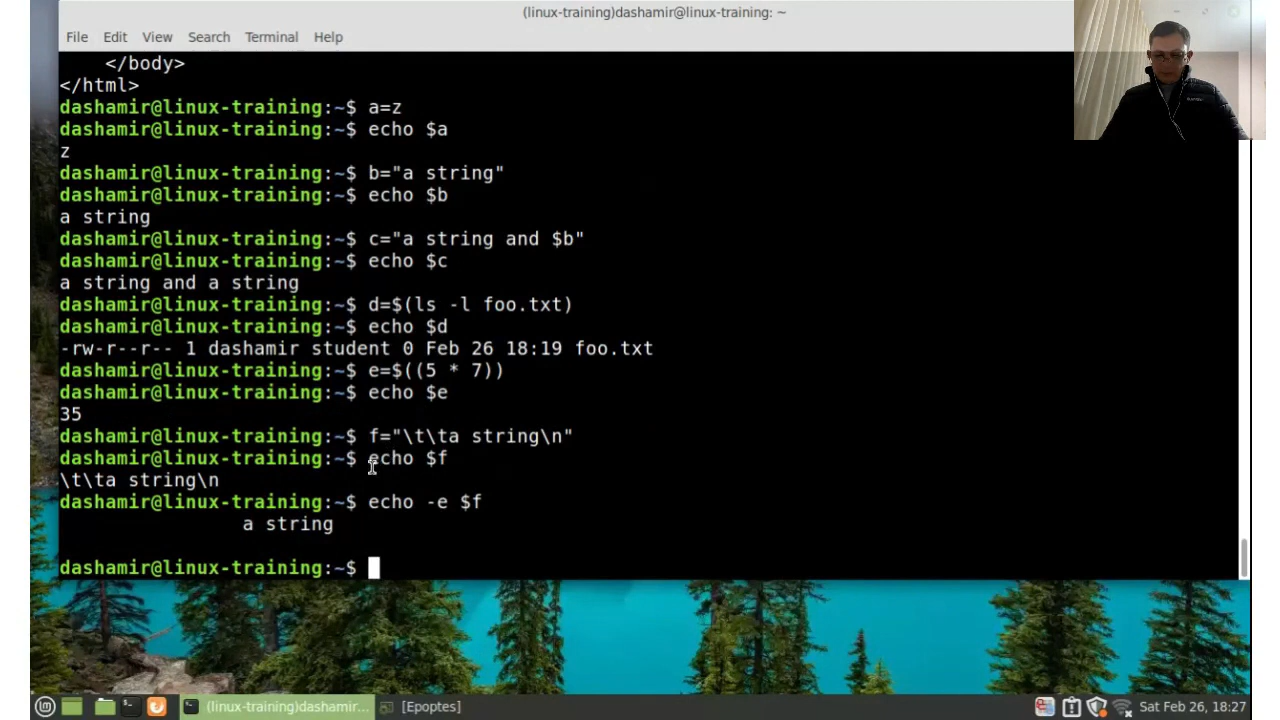 (linux-training)dashamir@linux-training: ~
File Edit View Search Terminal Help
</body>
</html>
dashamir@linux-training:~$ a=z
dashamir@linux-training:~$ echo $a
z
dashamir@linux-training:~$ b="a string"
dashamir@linux-training:~$ echo $b
a string
dashamir@linux-training:~$ c="a string and $b"
dashamir@linux-training:~$ echo $c
a string and a string
dashamir@linux-training:~$ d=$(ls -l foo.txt)
dashamir@linux-training:~$ echo $d
-rw-r--r-- 1 dashamir student 0 Feb 26 18:19 foo.txt
dashamir@linux-training:~$ e=$((5 * 7))
dashamir@linux-training:~$ echo $e
35
dashamir@linux-training:~$ f="\t\ta string\n"
dashamir@linux-training:~$ echo $f
\t\ta string\n
dashamir@linux-training:~$ echo -e $f
a string
dashamir@linux-training:~$
(linux-training)dashamir... [Epoptes] Sat Feb 26, 18:27